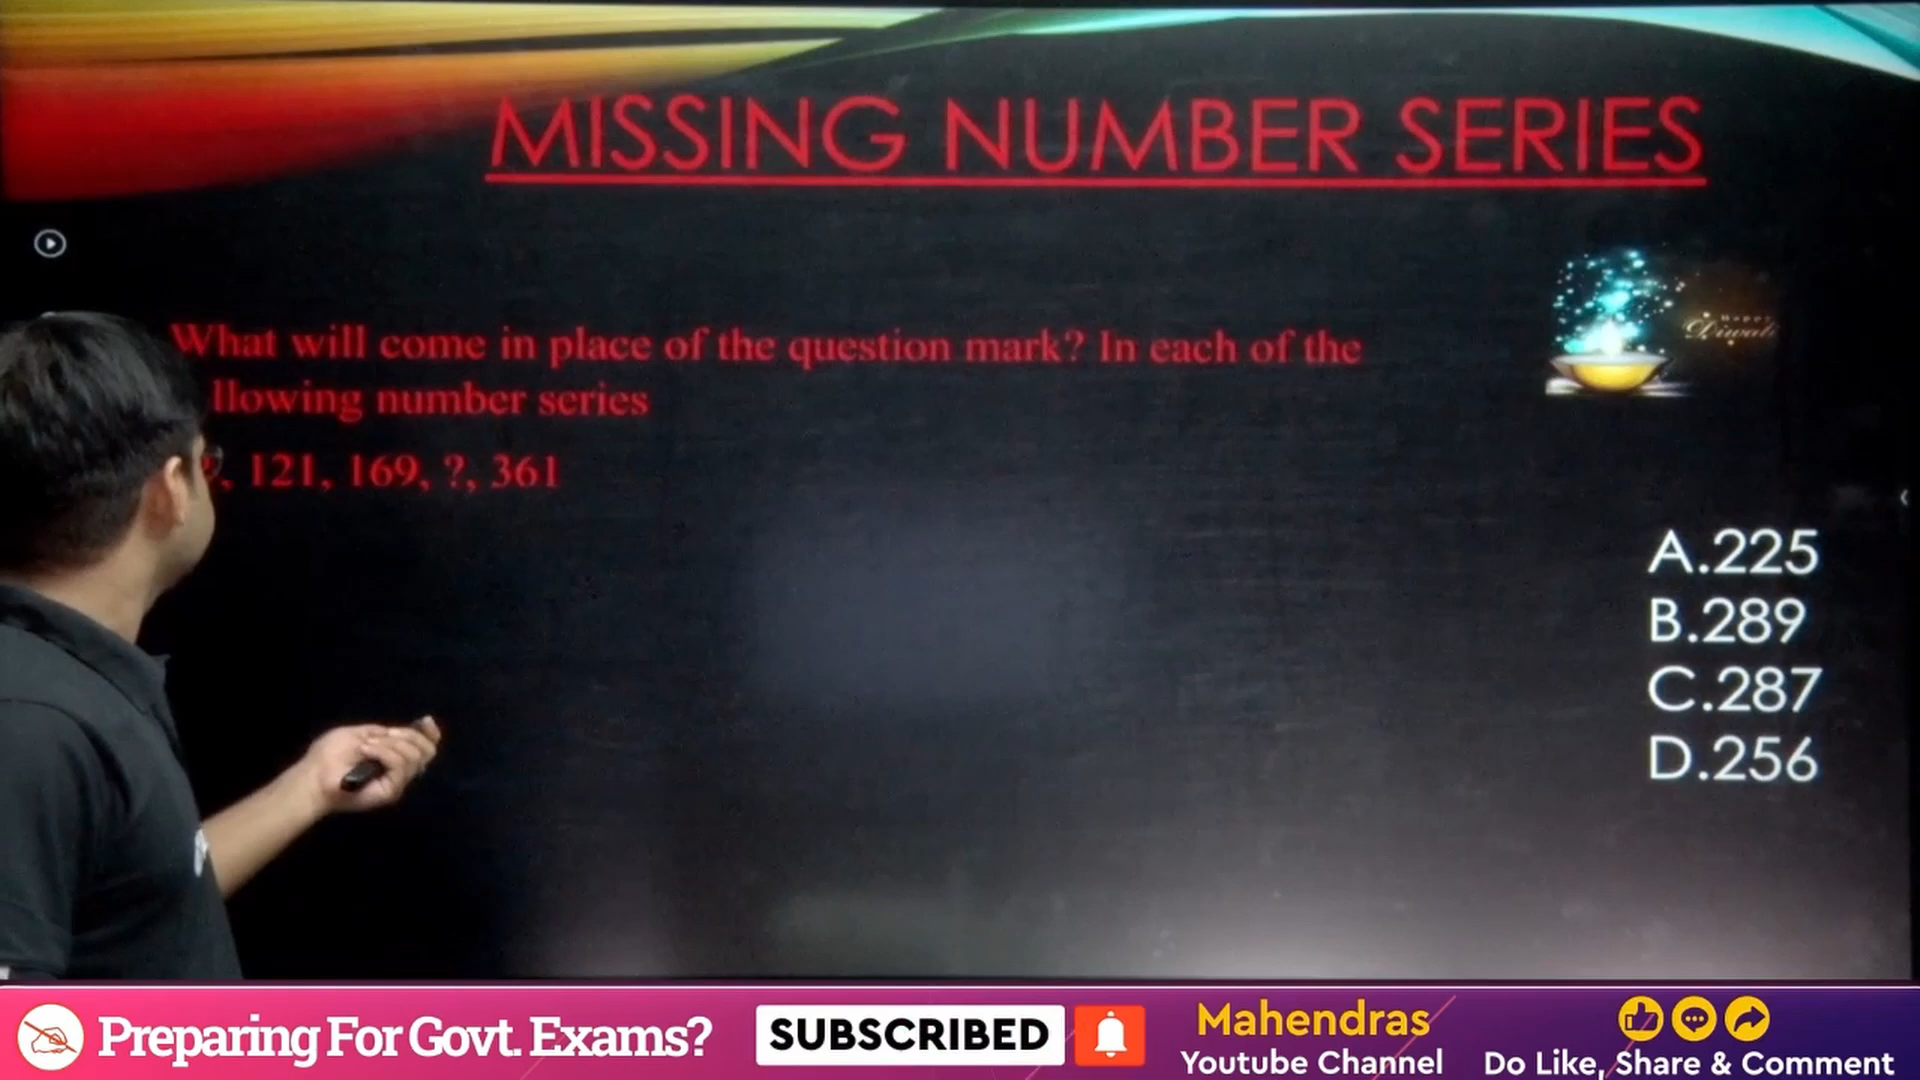 MISSING NUMBER SERIES
What will come in place of the question mark? In each of the
llowing number series
, 121, 169, ?, 361
Happy
Diwali
A.225
B.289
C.287
D.256
Preparing For Govt. Exams?
SUBSCRIBED
Mahendras
Youtube Channel
Do Like, Share & Comment